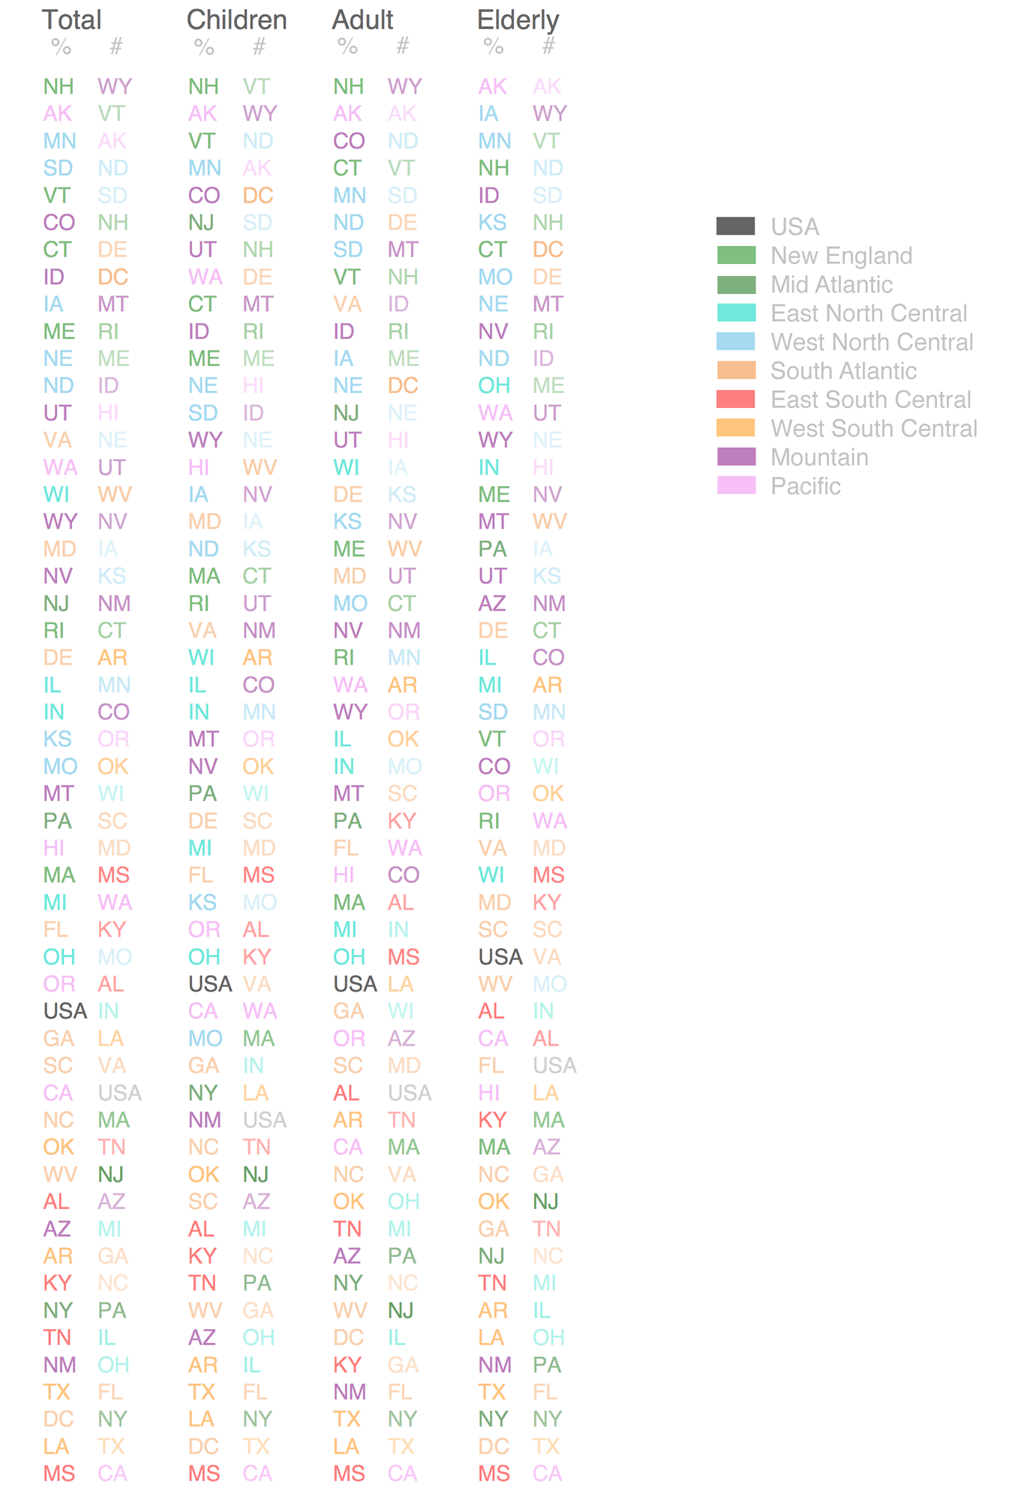 Total Children Adult Elderly
% # % # % # % #
NH WY NH VT NH WY AK AK
AK VT AK WY AK AK IA WY
MN AK VT ND CO ND MN VT
SD ND MN AK CT VT NH ND
VT SD CO DC MN SD ID SD
CO NH NJ SD ND DE KS NH
CT DE UT NH SD MT CT DC
ID DC WA DE VT NH MO DE
IA MT CT MT VA ID NE MT
ME RI ID RI ID RI NV RI
NE ME ME ME IA ME ND ID
ND ID NE HI NE DC OH ME
UT HI SD ID NJ NE WA UT
VA NE WY NE UT HI WY NE
WA UT HI WV WI IA IN HI
WI WV IA NV DE KS ME NV
WY NV MD IA KS NV MT WV
MD IA ND KS ME WV PA IA
NV KS MA CT MD UT UT KS
NJ NM RI UT MO CT AZ NM
RI CT VA NM NV NM DE CT
DE AR WI AR RI MN IL CO
IL MN IL CO WA AR MI AR
IN CO IN MN WY OR SD MN
KS OR MT OR IL OK VT OR
MO OK NV OK IN MO CO WI
MT WI PA WI MT SC OR OK
PA SC DE SC PA KY RI WA
HI MD MI MD FL WA VA MD
MA MS FL MS HI CO WI MS
MI WA KS MO MA AL MD KY
FL KY OR AL MI IN SC SC
OH MO OH KY OH MS USA VA
OR AL USA VA USA LA WV MO
USA IN CA WA GA WI AL IN
GA LA MO MA OR AZ CA AL
SC VA GA IN SC MD FL USA
CA USA NY LA AL USA HI LA
NC MA NM USA AR TN KY MA
OK TN NC TN CA MA MA AZ
WV NJ OK NJ NC VA NC GA
AL AZ SC AZ OK OH OK NJ
AZ MI AL MI TN MI GA TN
AR GA KY NC AZ PA NJ NC
KY NC TN PA NY NC TN MI
NY PA WV GA WV NJ AR IL
TN IL AZ OH DC IL LA OH
NM OH AR IL KY GA NM PA
TX FL TX FL NM FL TX FL
DC NY LA NY TX NY NY NY
LA TX DC TX LA TX DC TX
MS CA MS CA MS CA MS CA
USA
New England
Mid Atlantic
East North Central
West North Central
South Atlantic
East South Central
West South Central
Mountain
Pacific